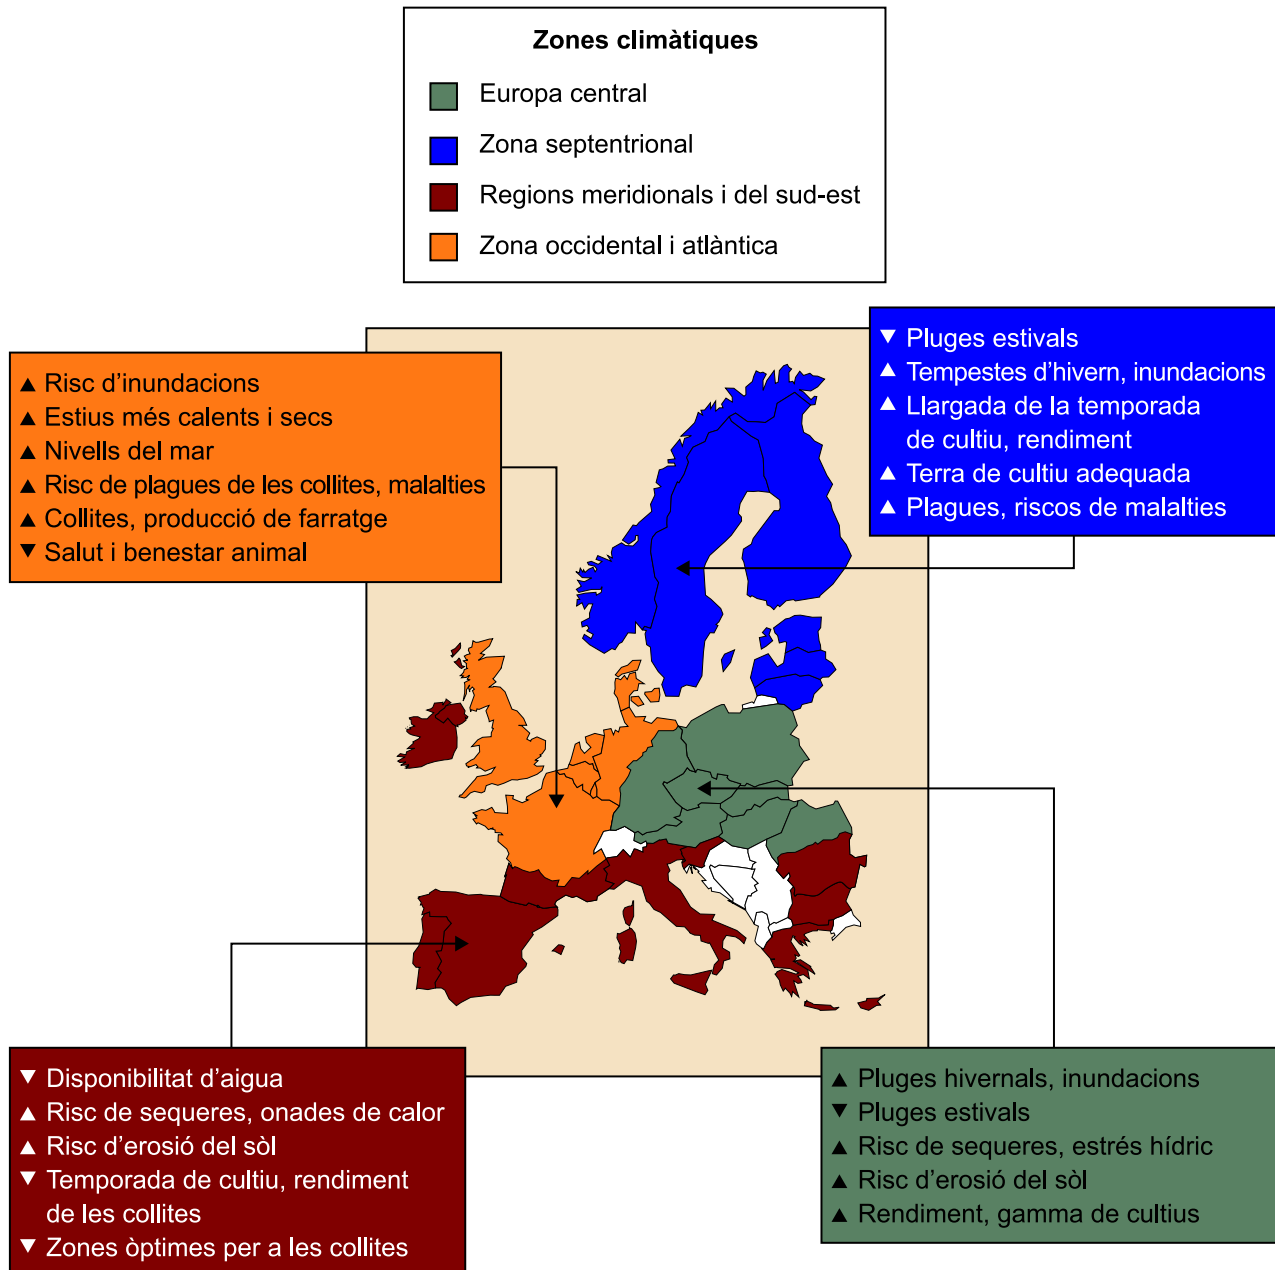 Zones climàtiques
Europa central
Zona septentrional
Regions meridionals i del sud-est
Zona occidental i atlàntica
▲ Risc d'inundacions
▲ Estius més calents i secs
▲ Nivells del mar
▲ Risc de plagues de les collites, malalties
▲ Collites, producció de farratge
▼ Salut i benestar animal
▼ Pluges estivals
▲ Tempestes d'hivern, inundacions
▲ Llargada de la temporada
de cultiu, rendiment
▲ Terra de cultiu adequada
▲ Plagues, riscos de malalties
▼ Disponibilitat d'aigua
▲ Risc de sequeres, onades de calor
▲ Risc d'erosió del sòl
▼ Temporada de cultiu, rendiment
de les collites
▼ Zones òptimes per a les collites
▲ Pluges hivernals, inundacions
▼ Pluges estivals
▲ Risc de sequeres, estrés hídric
▲ Risc d'erosió del sòl
▲ Rendiment, gamma de cultius